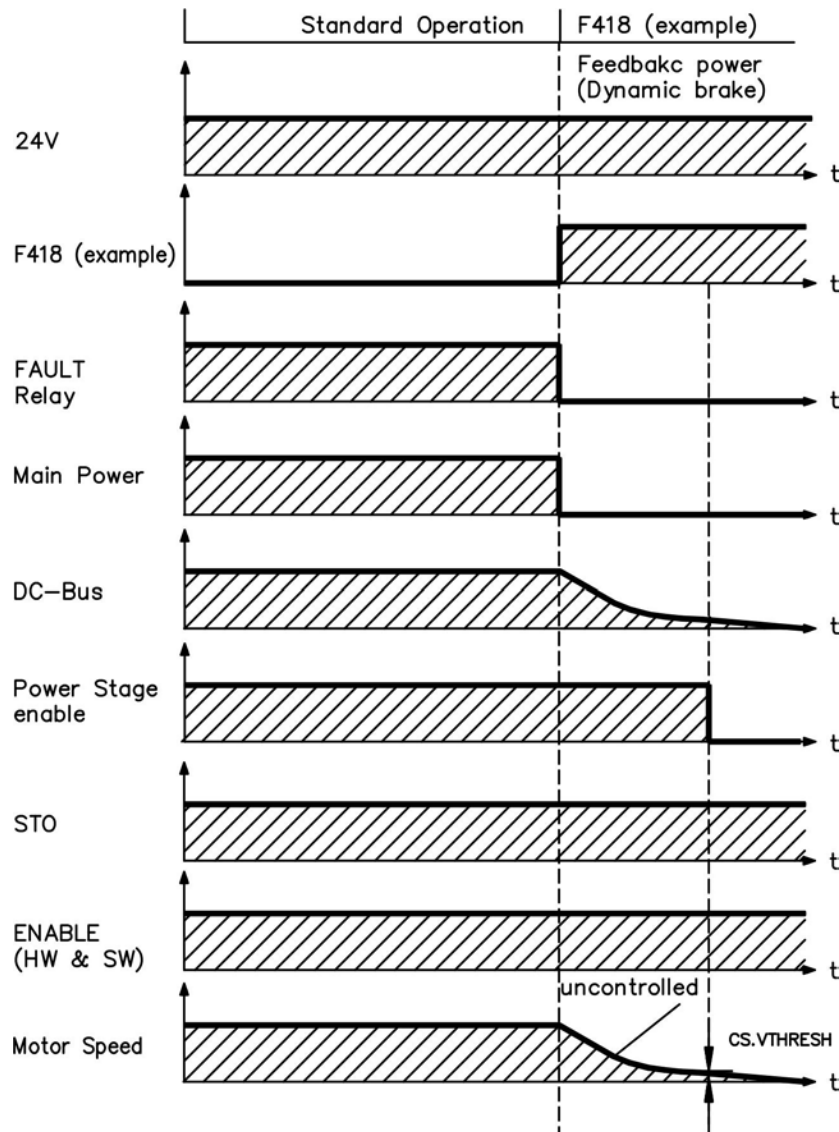 Standard Operation
F418 (example)
Feedbakc power
(Dynamic brake)
24V
t
F418 (example)
t
FAULT
Relay
t
Main Power
t
DC-Bus
t
Power Stage
enable
t
STO
t
ENABLE
(HW & SW)
t
uncontrolled
Motor Speed
CS.VTHRESH
t